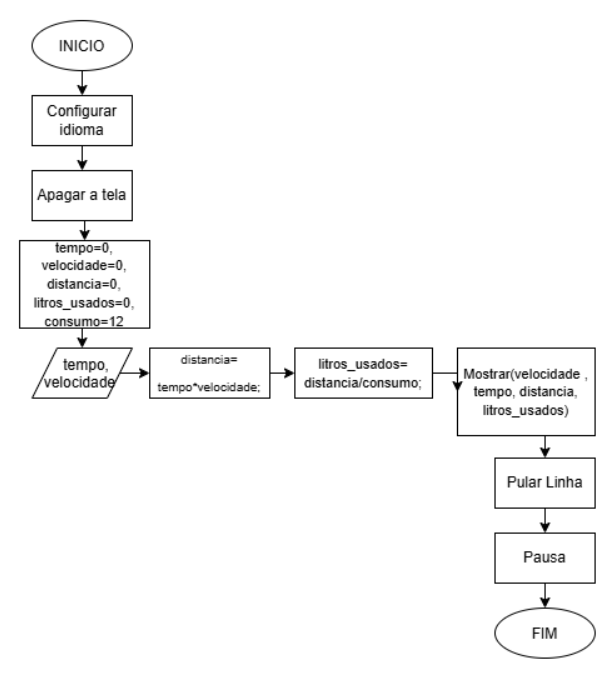 INICIO
Configurar
idioma
Apagar a tela
tempo=0,
velocidade=0,
distancia=0,
litros_usados=0,
consumo=12
tempo,
velocidade
distancia=
tempo*velocidade;
litros_usados=
distancia/consumo;
Mostrar(velocidade ,
tempo, distancia,
litros_usados)
Pular Linha
Pausa
FIM